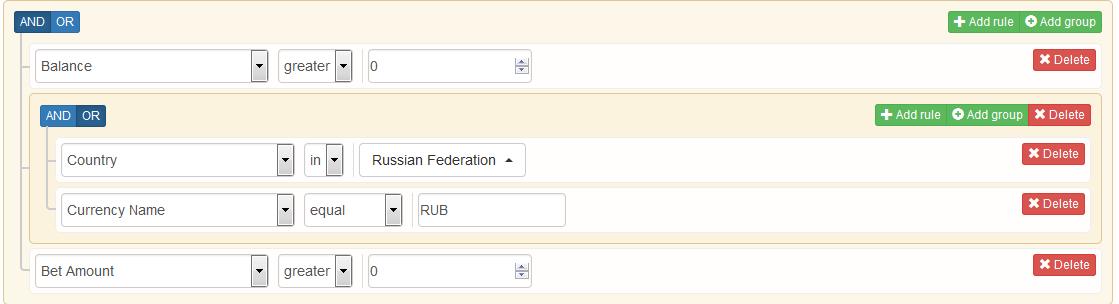 AND OR Add rule Add group
Balance greater 0 Delete
AND OR Add rule Add group Delete
Country in Russian Federation Delete
Currency Name equal RUB Delete
Bet Amount greater 0 Delete